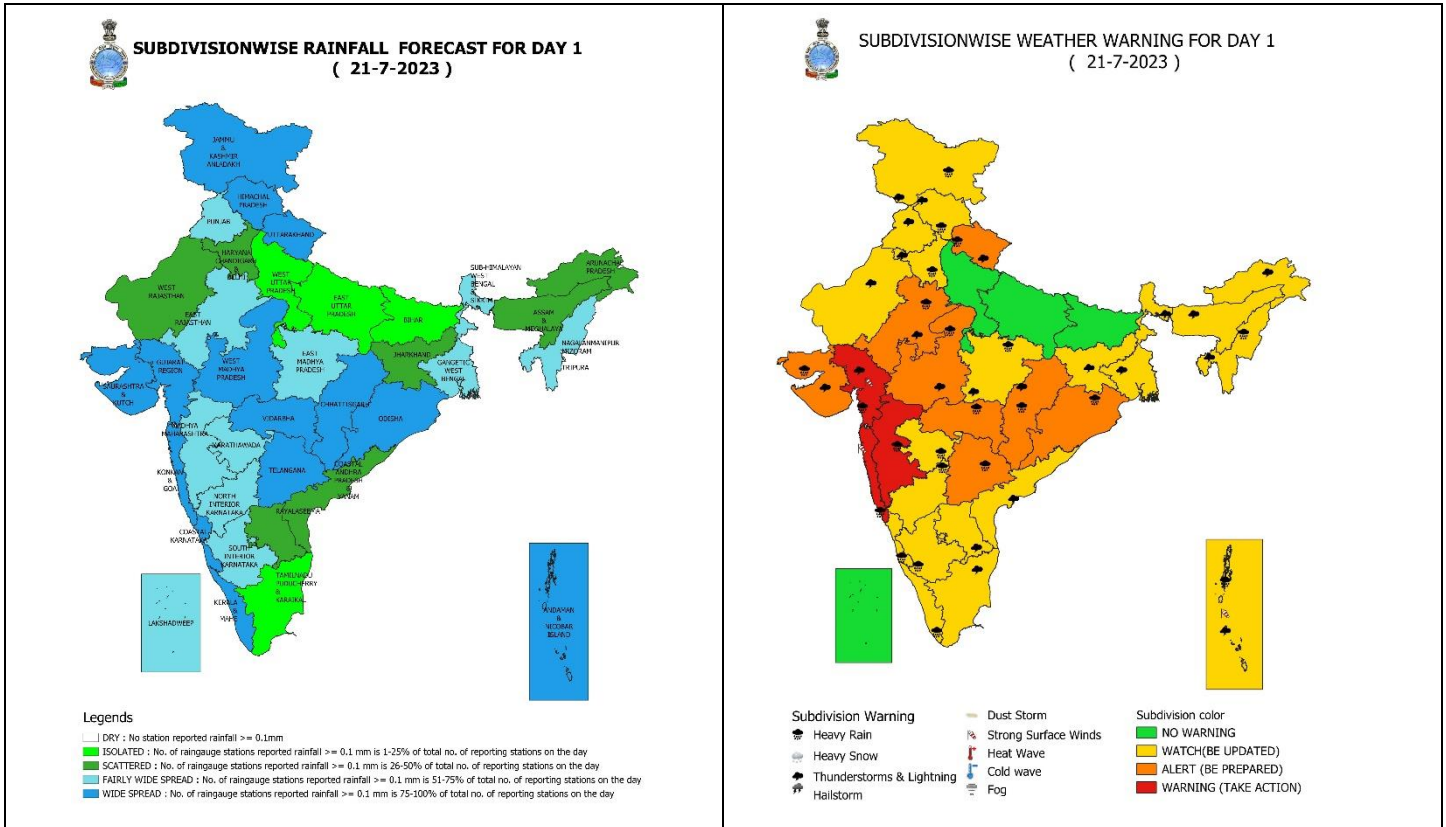 SUBDIVISIONWISE RAINFALL FORECAST FOR DAY 1
( 21-7-2023 )
JAMMU
&
KASHMIR
HIMACHAL
PRADESH
PUNJAB
UTTARAKHAND
HARYANA
CHANDIGARH
&
DELHI
WEST
UTTAR
PRADESH
SUB-HIMALAYAN
WEST
BENGAL
&
ARUNACHAL
PRADESH
WEST
RAJASTHAN
EAST
UTTAR
PRADESH
BIHAR
ASSAM
&
MEGHALAYA
EAST
RAJASTHAN
JHARKHAND
&
TRIPURA
GUJARAT
REGION
WEST
MADHYA
PRADESH
EAST
MADHYA
PRADESH
GANGETIC
WEST
BENGAL
SAURASHTRA
&
KUTCH
VIDARBHA
CHHATTISGARH
ODISHA
MAHARASHTRA
KONKAN
&
GOA
TELANGANA
COASTAL
ANDHRA
PRADESH
&
YANAM
NORTH
INTERIOR
KARNATAKA
RAYALASEEMA
COASTAL
KARNATAKA
SOUTH
INTERIOR
KARNATAKA
TAMILNADU
PUDUCHERRY
&
KARAIKAL
KERALA
&
MAHE
LAKSHADWEEP
ANDAMAN
&
NICOBAR
ISLAND
Legends
DRY : No station reported rainfall >= 0.1mm
ISOLATED : No. of raingauge stations reported rainfall >= 0.1 mm is 1-25% of total no. of reporting stations on the day
SCATTERED : No. of raingauge stations reported rainfall >= 0.1 mm is 26-50% of total no. of reporting stations on the day
FAIRLY WIDE SPREAD : No. of raingauge stations reported rainfall >= 0.1 mm is 51-75% of total no. of reporting stations on the day
WIDE SPREAD : No. of raingauge stations reported rainfall >= 0.1 mm is 75-100% of total no. of reporting stations on the day
SUBDIVISIONWISE WEATHER WARNING FOR DAY 1
( 21-7-2023 )
Subdivision Warning
Heavy Rain
Heavy Snow
Thunderstorms & Lightning
Hailstorm
Dust Storm
Strong Surface Winds
Heat Wave
Cold wave
Fog
Subdivision color
NO WARNING
WATCH(BE UPDATED)
ALERT (BE PREPARED)
WARNING (TAKE ACTION)